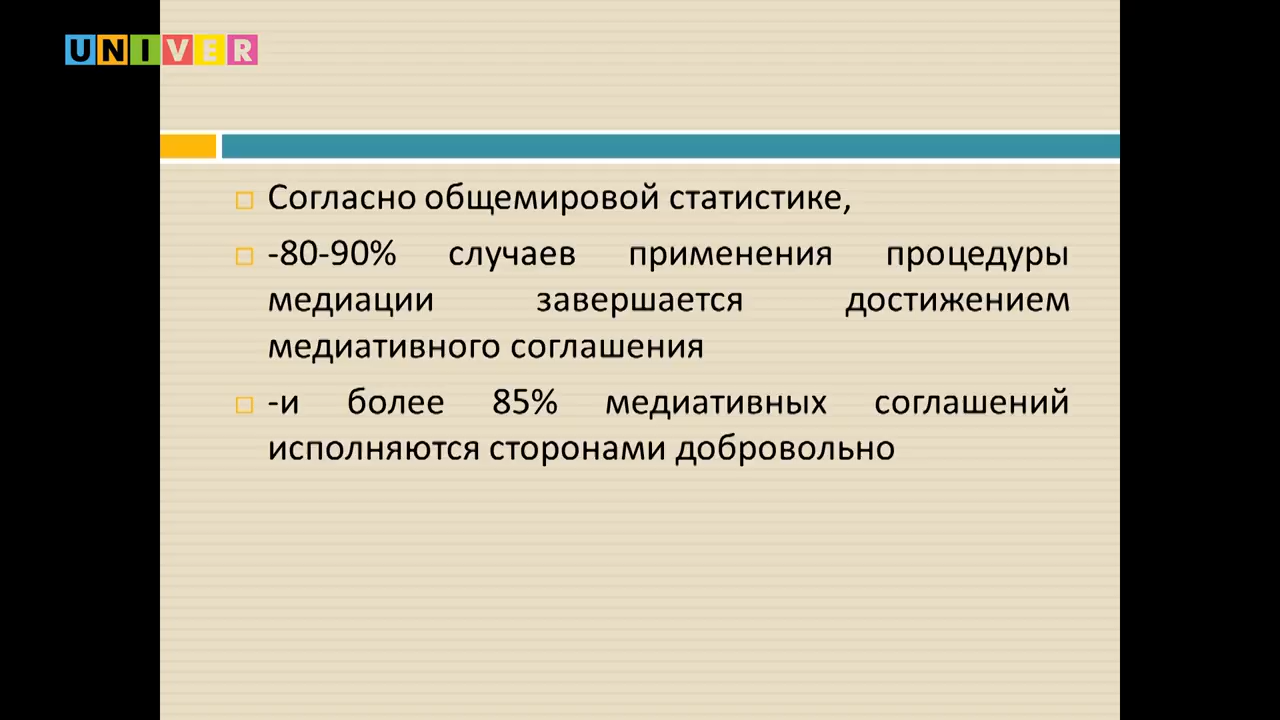 UNIVER
Согласно общемировой статистике,
-80-90% случаев применения процедуры
медиации завершается достижением
медиативного соглашения
-и более 85% медиативных соглашений
исполняются сторонами добровольно